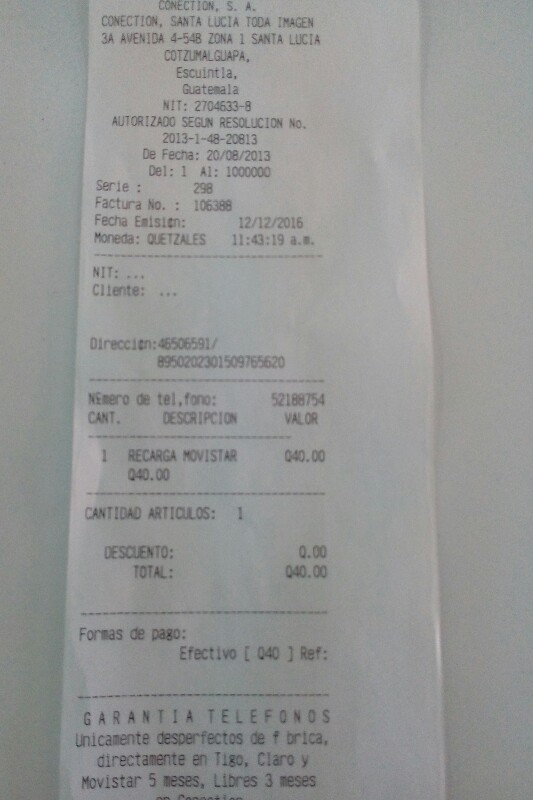 CONECTION, S. A.
CONECTION, SANTA LUCIA TODA IMAGEN
3A AVENIDA 4-54B ZONA 1 SANTA LUCIA
COTZUMALGUAPA,
Escuintla,
Guatemala
NIT: 2704633-8
AUTORIZADO SEGUN RESOLUCION No.
2013-1-48-20813
De Fecha: 20/08/2013
Del: 1 Al: 1000000
Serie : 298
Factura No. : 106388
Fecha Emisi¢n: 12/12/2016
Moneda: QUETZALES 11:43:19 a.m.
NIT: ...
Cliente: ...
Direcci¢n:46506591/
8950202301509765620
N£mero de tel‚fono: 52188754
CANT. DESCRIPCION VALOR
1 RECARGA MOVISTAR Q40.00
Q40.00
CANTIDAD ARTICULOS: 1
DESCUENTO: Q.00
TOTAL: Q40.00
Formas de pago:
Efectivo [ Q40 ] Ref:
G A R A N T I A T E L E F O N O S
Unicamente desperfectos de f brica,
directamente en Tigo, Claro y
Movistar 5 meses, Libres 3 meses
en Conection